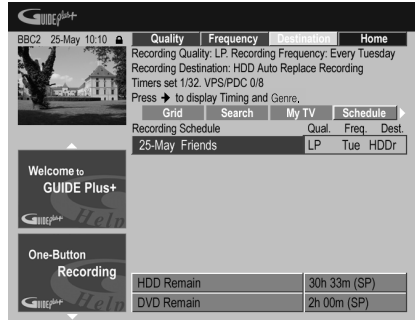 GUIDE plus+
BBC2 25-May 10:10
Quality Frequency Destination Home
Recording Quality: LP. Recording Frequency: Every Tuesday
Recording Destination: HDD Auto Replace Recording
Timers set 1/32. VPS/PDC 0/8
Press → to display Timing and Genre.
Grid Search My TV Schedule
Recording Schedule Qual. Freq. Dest.
25-May Friends LP Tue HDDr
Welcome to
GUIDE Plus+
GUIDE plus+ Help
One-Button
Recording
GUIDE plus+ Help
HDD Remain 30h 33m (SP)
DVD Remain 2h 00m (SP)